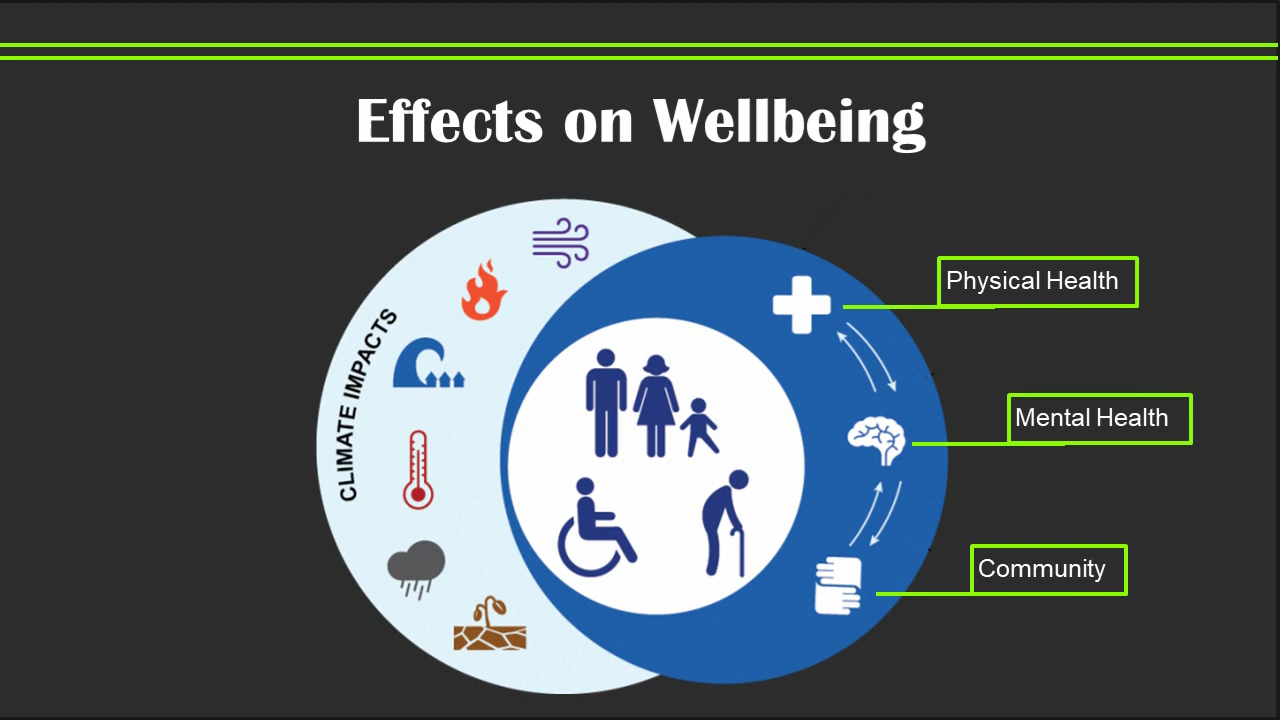 Effects on Wellbeing
CLIMATE IMPACTS
Physical Health
Mental Health
Community